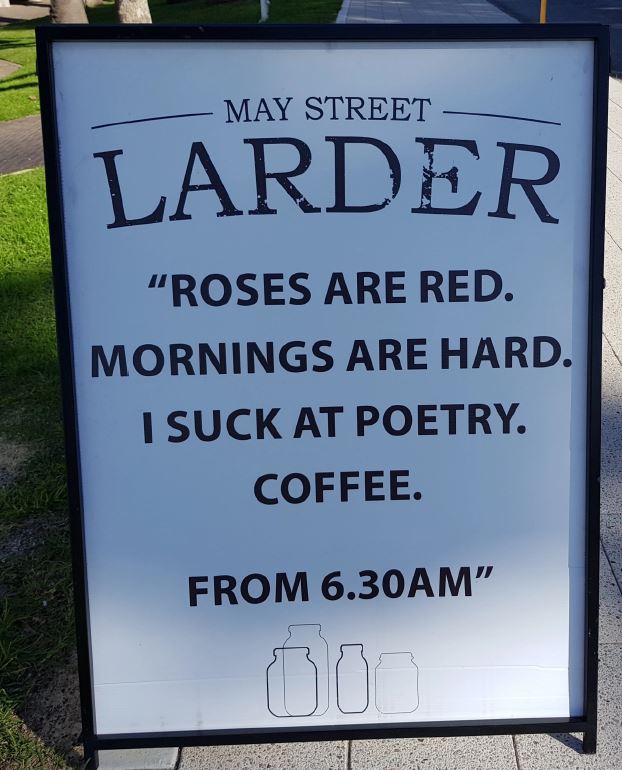 MAY STREET
LARDER
“ROSES ARE RED.
MORNINGS ARE HARD.
I SUCK AT POETRY.
COFFEE.
FROM 6.30AM”